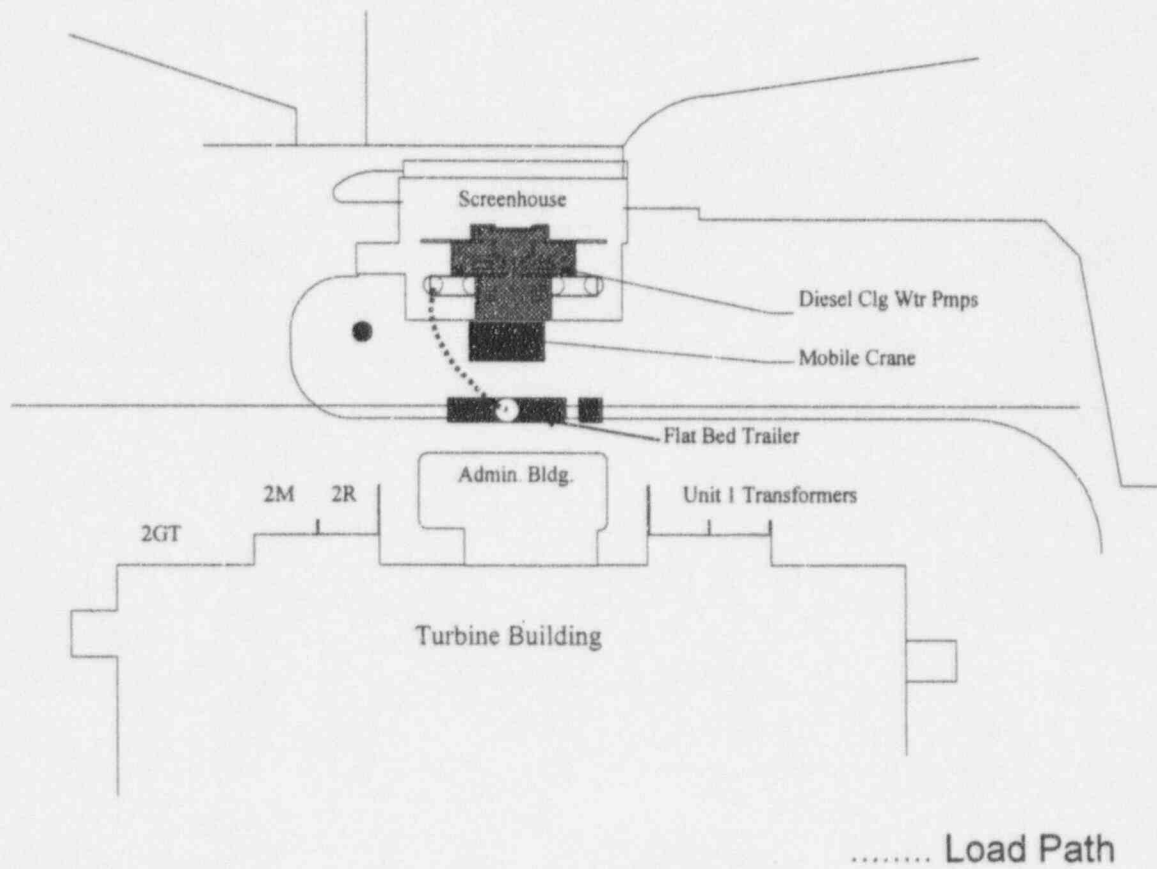 Screenhouse
Diesel Clg Wtr Pmps
Mobile Crane
Flat Bed Trailer
Admin. Bldg.
2M 2R
Unit 1 Transformers
2GT
Turbine Building
........ Load Path